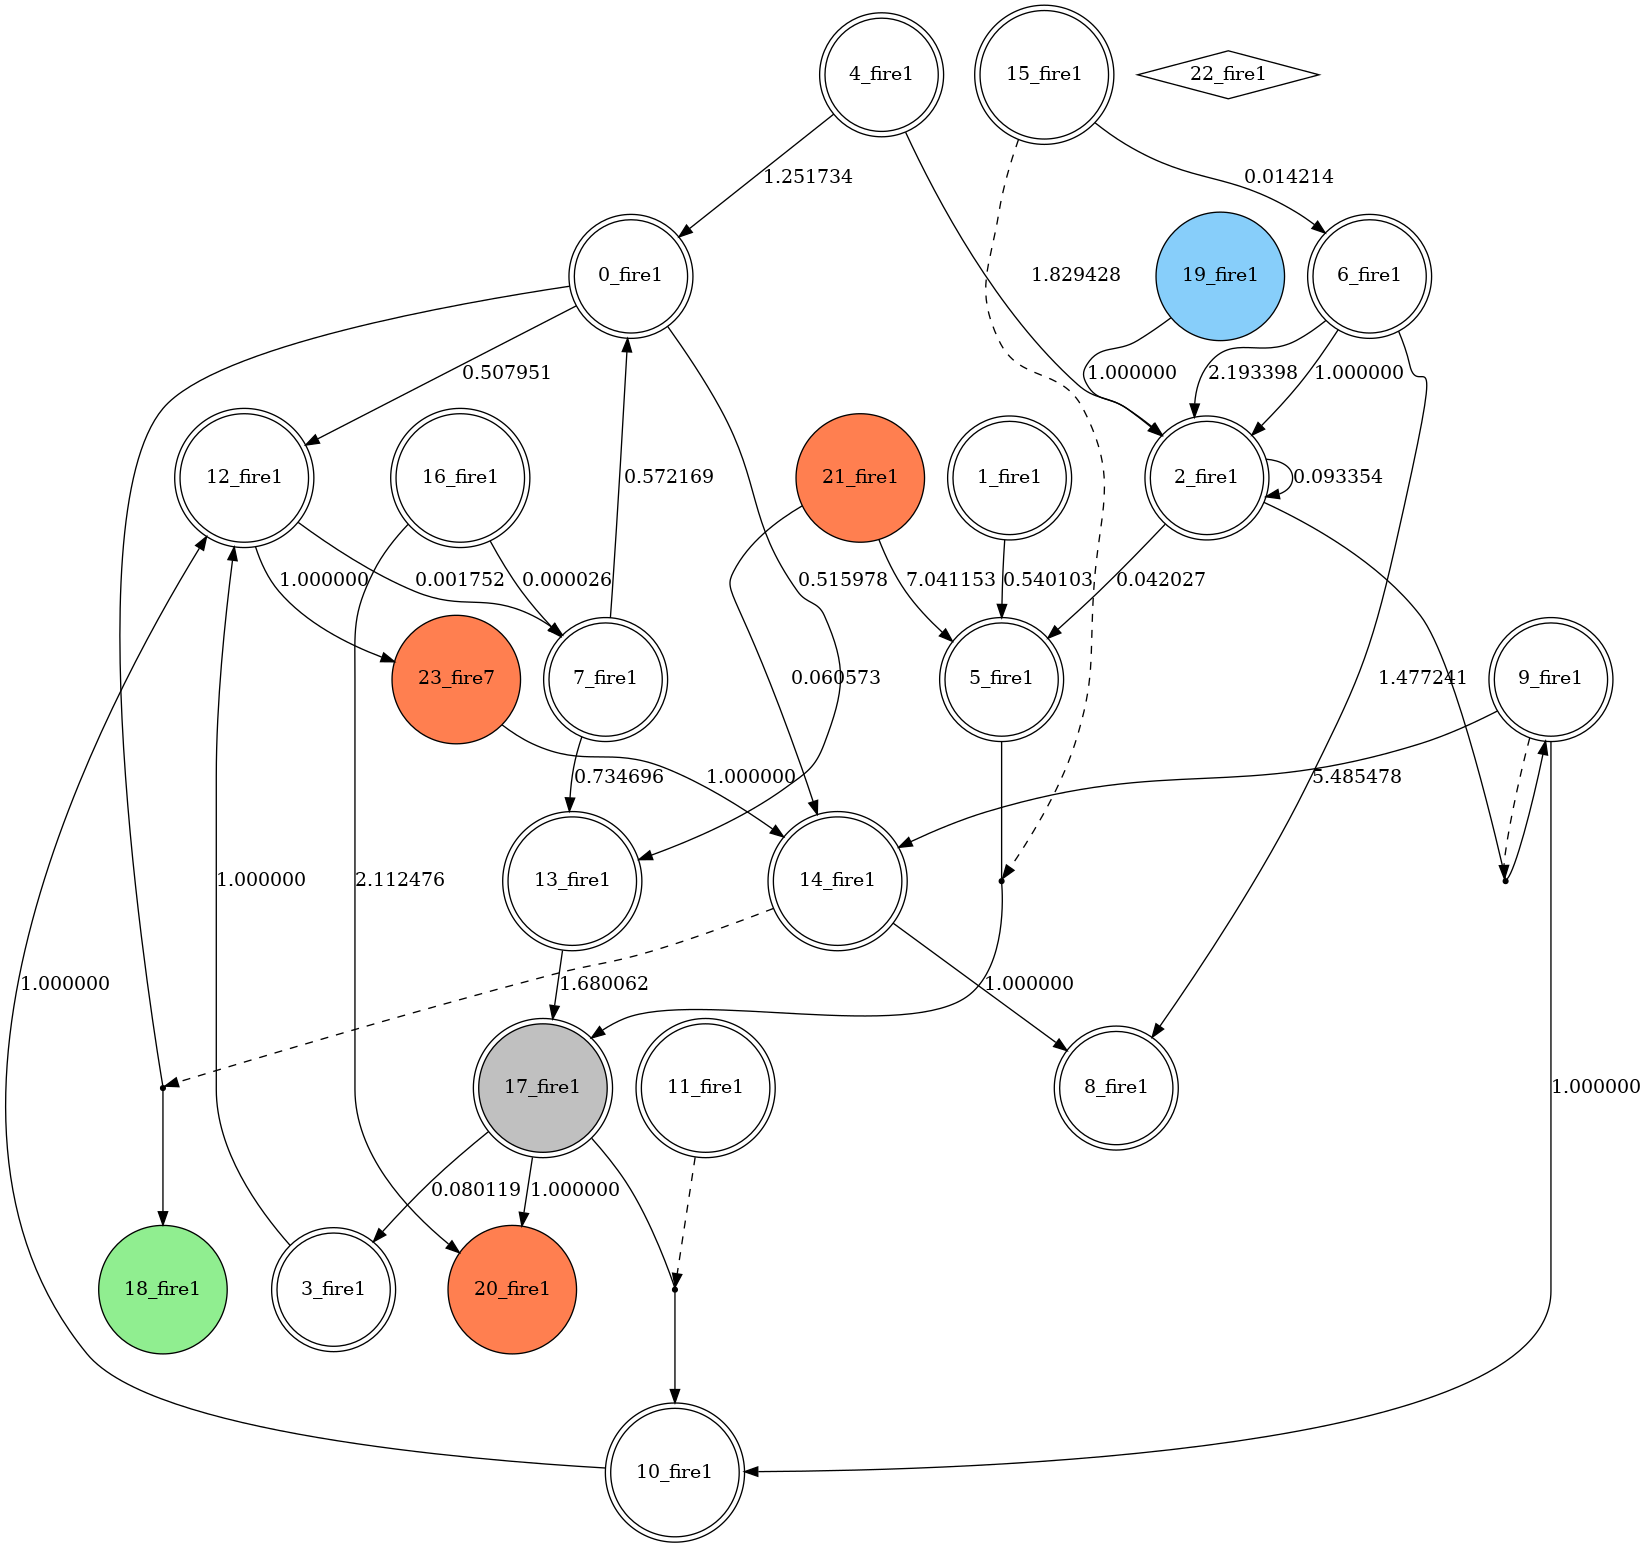 4_fire1
15_fire1
22_fire1
1.251734
0.014214
0_fire1
1.829428
19_fire1
6_fire1
0.507951
1.000000
2.193398
1.000000
12_fire1
16_fire1
0.572169
21_fire1
1_fire1
2_fire1
0.093354
1.000000
0.001752
0.000026
0.515978
7.041153
0.540103
0.042027
23_fire7
7_fire1
0.060573
5_fire1
1.477241
9_fire1
0.734696
1.000000
5.485478
1.000000
2.112476
13_fire1
14_fire1
1.000000
1.680062
1.000000
17_fire1
11_fire1
8_fire1
1.000000
0.080119
1.000000
18_fire1
3_fire1
20_fire1
10_fire1